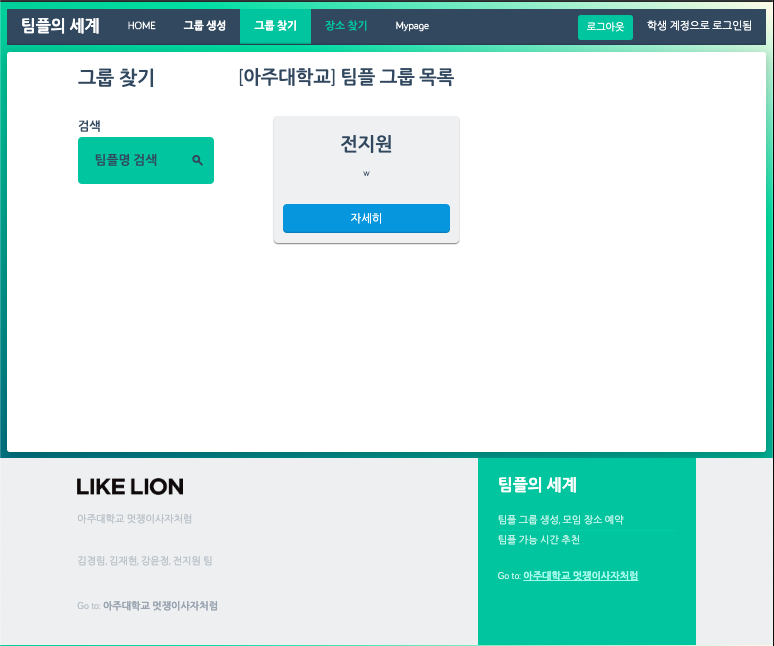 팀플의 세계 HOME 그룹 생성 그룹 찾기 장소 찾기 Mypage 로그아웃 학생 계정으로 로그인됨
그룹 찾기
[아주대학교] 팀플 그룹 목록
검색
팀플명 검색
전지원
w
자세히
LIKE LION
아주대학교 멋쟁이사자처럼
김경림, 김재현, 강윤정, 전지원 팀
Go to: 아주대학교 멋쟁이사자처럼
팀플의 세계
팀플 그룹 생성, 모임 장소 예약
팀플 가능 시간 추천
Go to: 아주대학교 멋쟁이사자처럼